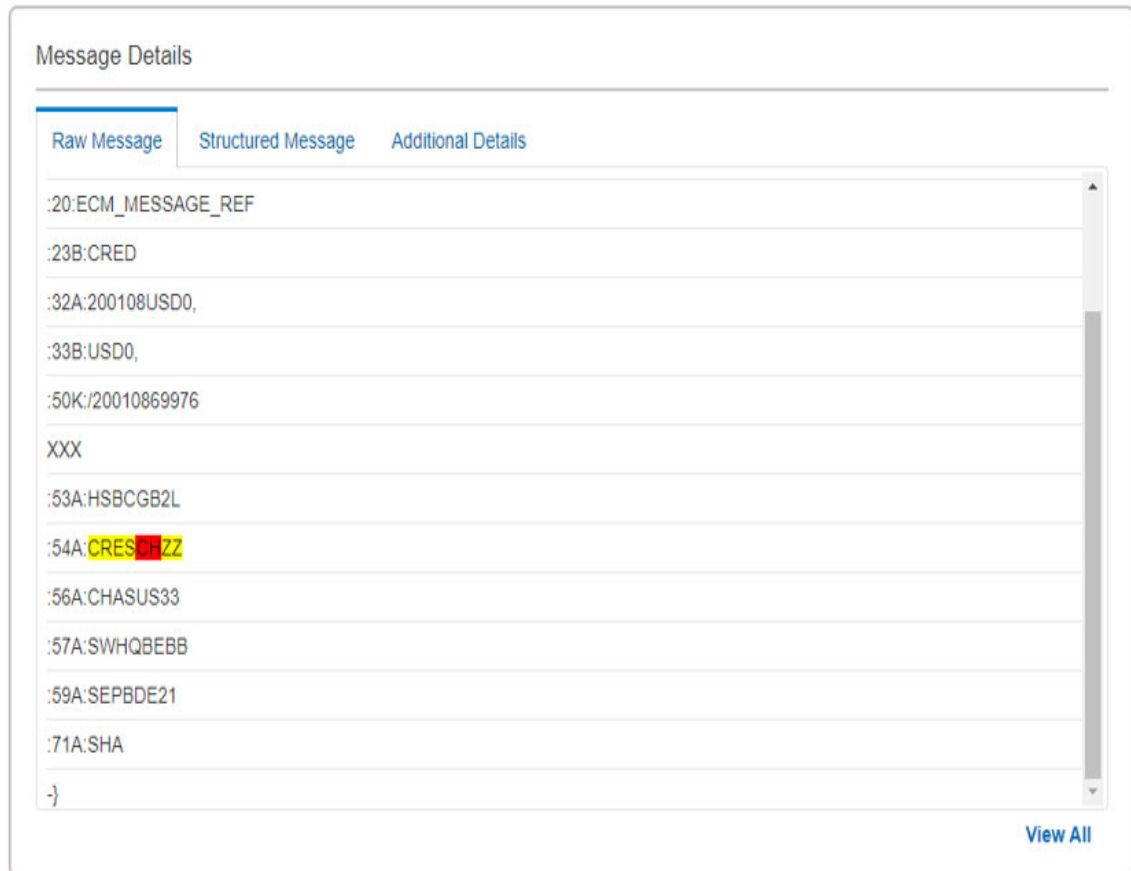 Message Details
Raw Message Structured Message Additional Details
:20:ECM_MESSAGE_REF
:23B:CRED
:32A:200108USD0,
:33B:USD0,
:50K:/20010869976
XXX
:53A:HSBCGB2L
:54A:CRESCHZZ
:56A:CHASUS33
:57A:SWHQBEBB
:59A:SEPBDE21
:71A:SHA
-}
View All